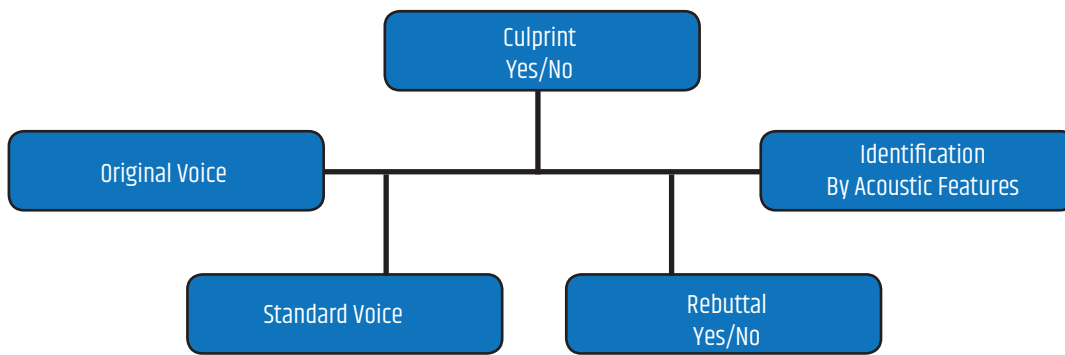 Culprint
Yes/No
Original Voice
Identification
By Acoustic Features
Standard Voice
Rebuttal
Yes/No